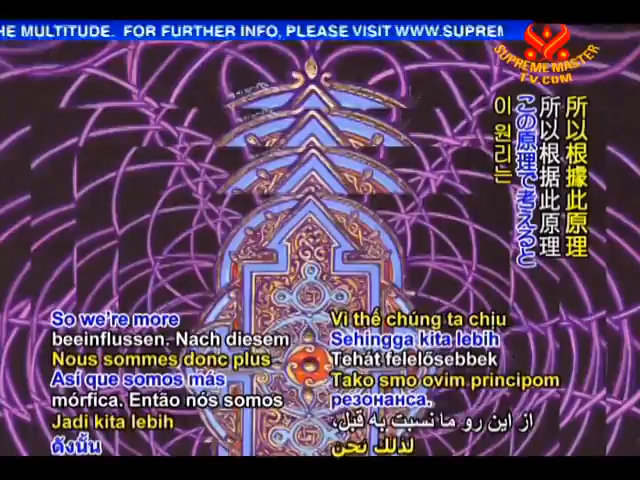 HE MULTITUDE. FOR FURTHER INFO, PLEASE VISIT WWW.SUPREM
SUPREME MASTER
TV.COM
所以根據此原理
所以根据此原理
この原理で考えると
이 원리는
So we're more
beeinflussen. Nach diesem
Nous sommes donc plus
Así que somos más
mórfica. Então nós somos
Jadi kita lebih
ดังนั้น
Vì thế chúng ta chịu
Sehingga kita lebih
Tehát felelősebbek
Tako smo ovim principom
резонанса.
از این رو ما نسبت به قبل،
لذلك نحن